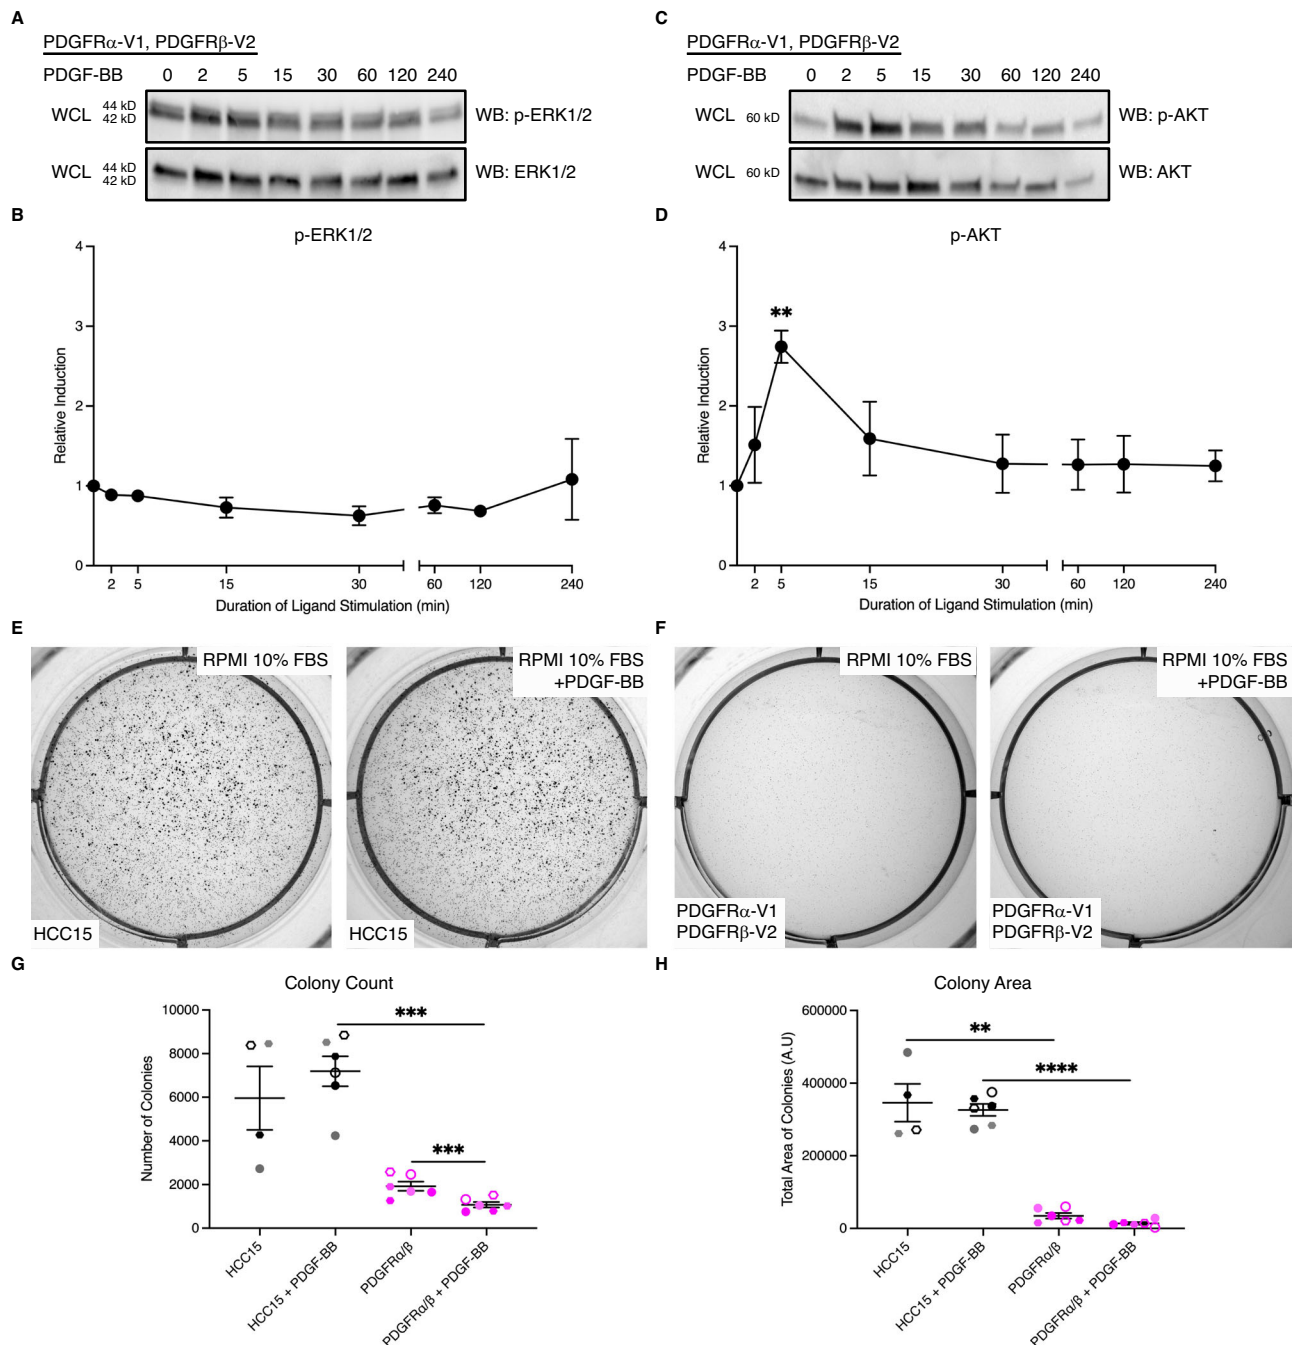 A
PDGFRα-V1, PDGFRβ-V2
PDGF-BB 0 2 5 15 30 60 120 240
WCL 44 kD 42 kD WB: p-ERK1/2
WCL 44 kD 42 kD WB: ERK1/2
C
PDGFRα-V1, PDGFRβ-V2
PDGF-BB 0 2 5 15 30 60 120 240
WCL 60 kD WB: p-AKT
WCL 60 kD WB: AKT
B
p-ERK1/2
Relative Induction
4
3
2
1
0
2 5 15 30 60 120 240
Duration of Ligand Stimulation (min)
D
p-AKT
Relative Induction
4
3
2
1
0
**
2 5 15 30 60 120 240
Duration of Ligand Stimulation (min)
E
RPMI 10% FBS
HCC15
RPMI 10% FBS
+PDGF-BB
HCC15
F
RPMI 10% FBS
PDGFRα-V1
PDGFRβ-V2
RPMI 10% FBS
+PDGF-BB
PDGFRα-V1
PDGFRβ-V2
G
Colony Count
Number of Colonies
10000
8000
6000
4000
2000
0
***
***
HCC15
HCC15 + PDGF-BB
PDGFRα/β
PDGFRα/β + PDGF-BB
H
Colony Area
Total Area of Colonies (A.U)
600000
400000
200000
0
**
****
HCC15
HCC15 + PDGF-BB
PDGFRα/β
PDGFRα/β + PDGF-BB